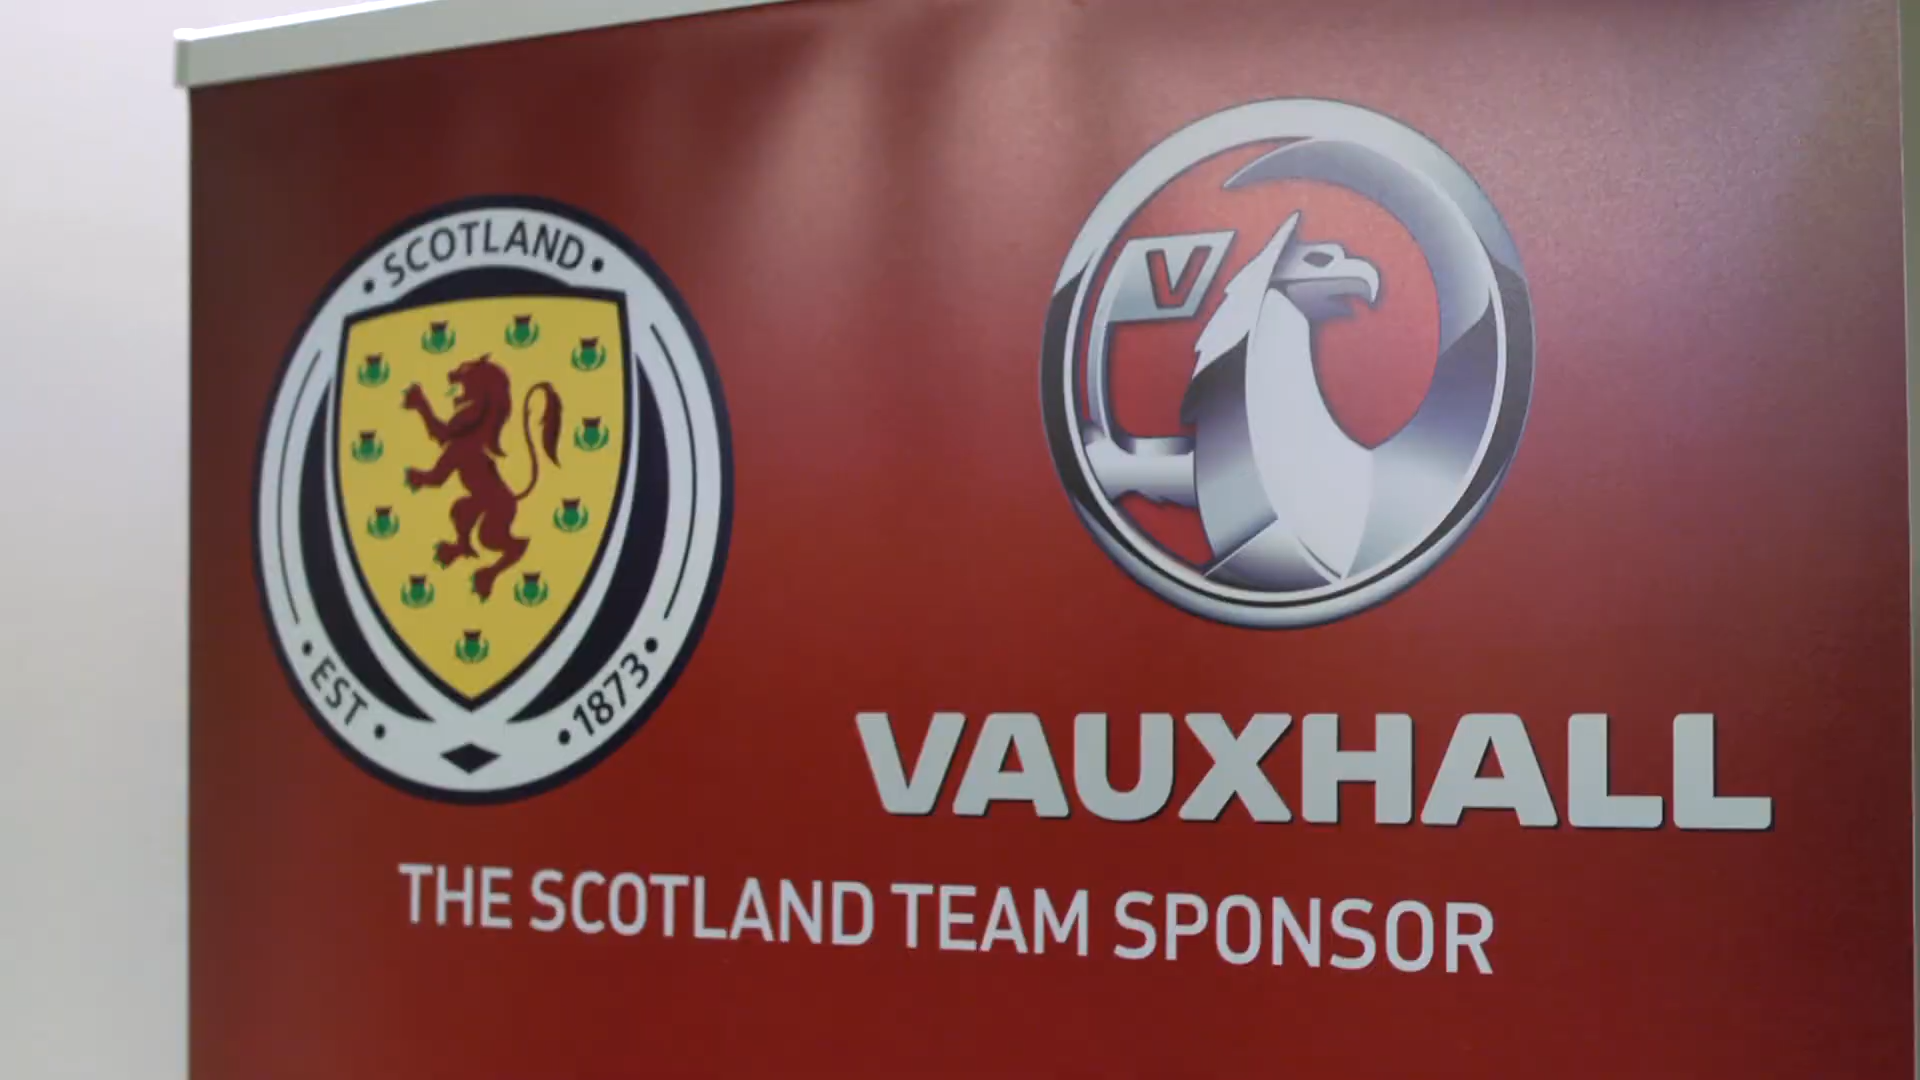 SCOTLAND
EST
1873
V
VAUXHALL
THE SCOTLAND TEAM SPONSOR